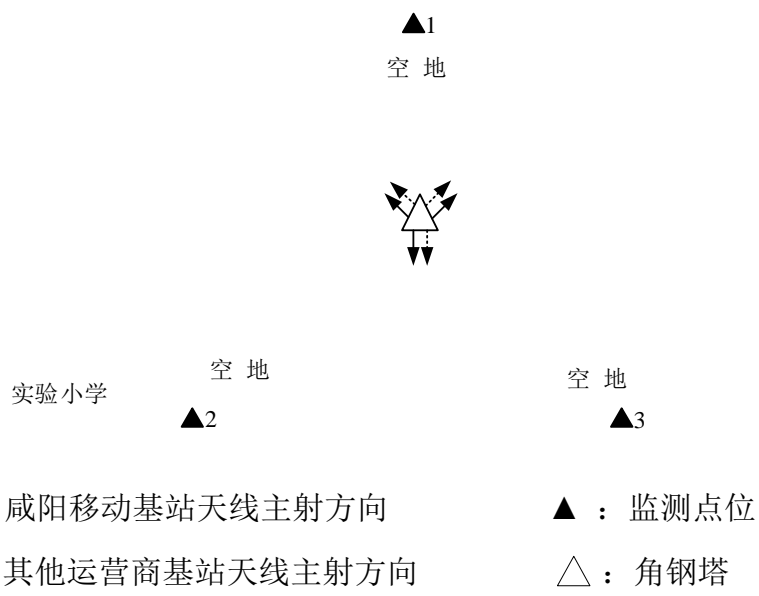 ▲1
空 地
空 地
空 地
实验小学
▲2
▲3
咸阳移动基站天线主射方向
▲ ：监测点位
其他运营商基站天线主射方向
△：角钢塔